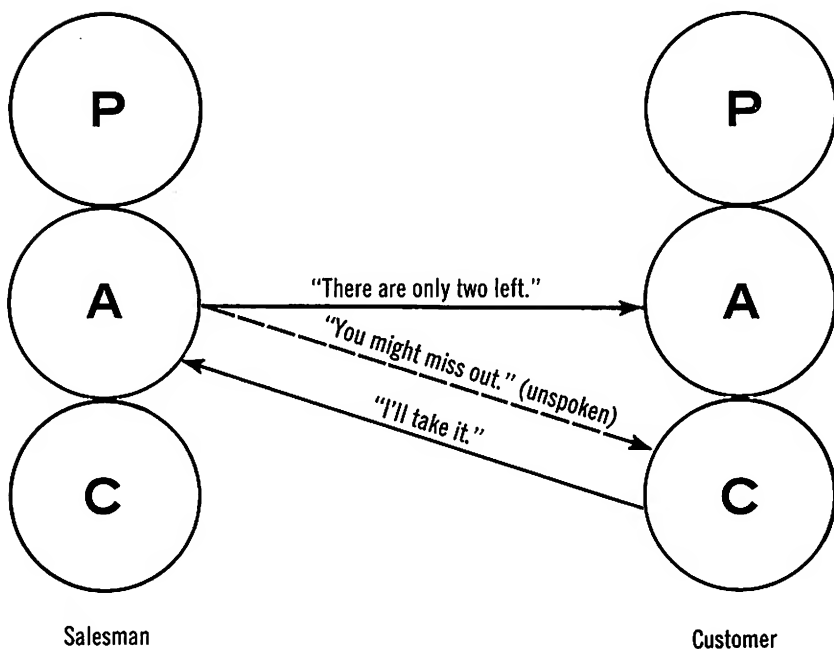 P
P
A
"There are only two left."
A
"You might miss out." (unspoken)
"I'll take it."
C
C
Salesman
Customer